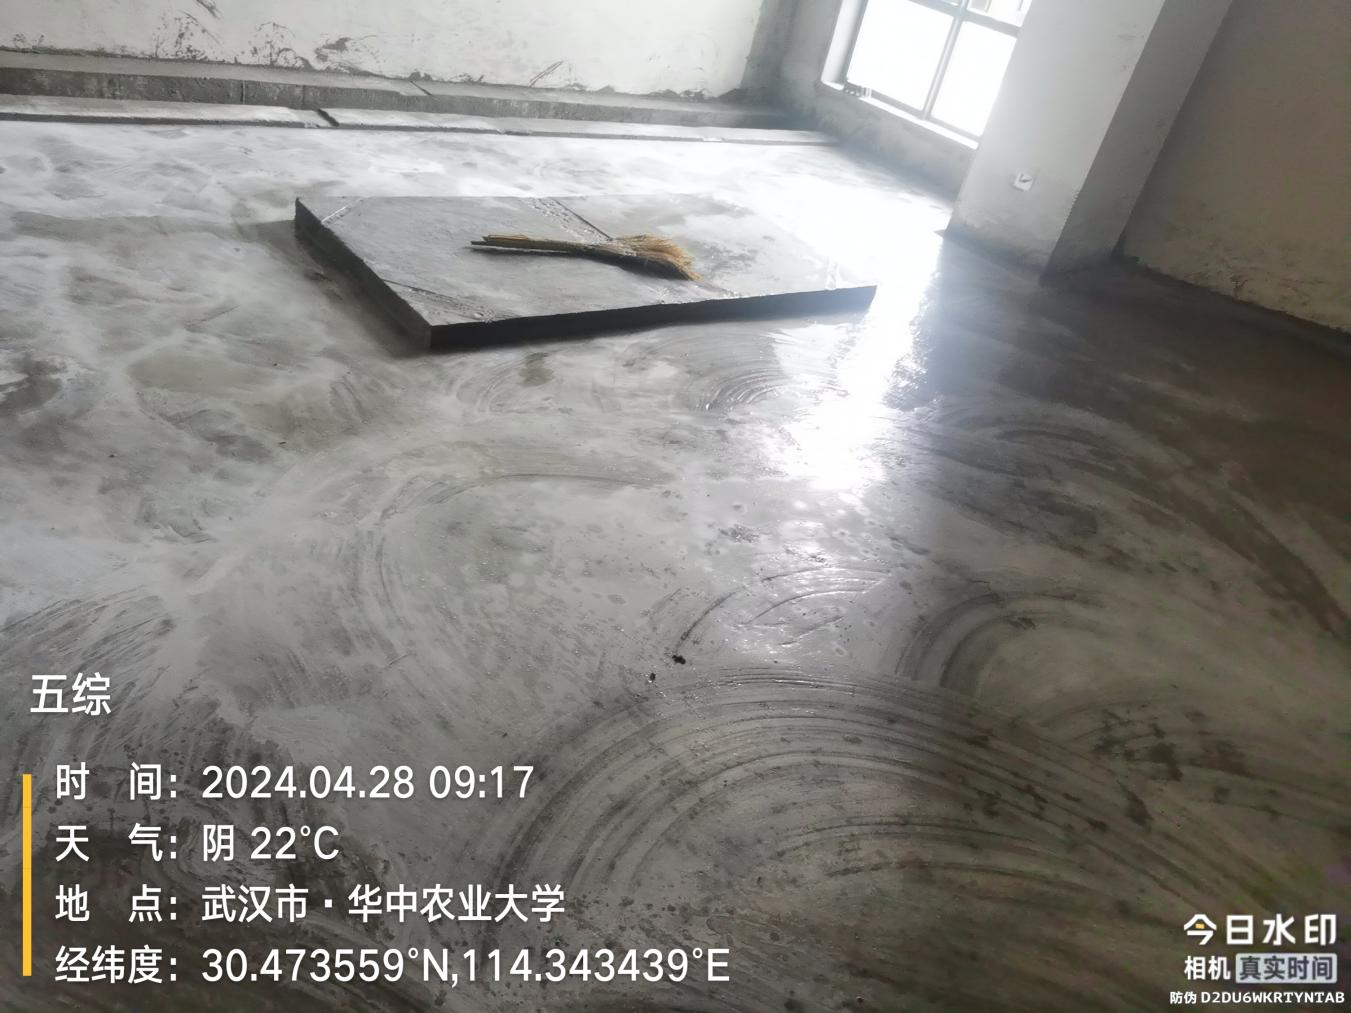 五综
时 间：2024.04.28 09:17
天 气：阴 22°C
地 点：武汉市·华中农业大学
经纬度：30.473559°N,114.343439°E
今日水印
相机 真实时间
防伪 D2DU6WKRTYNTAB